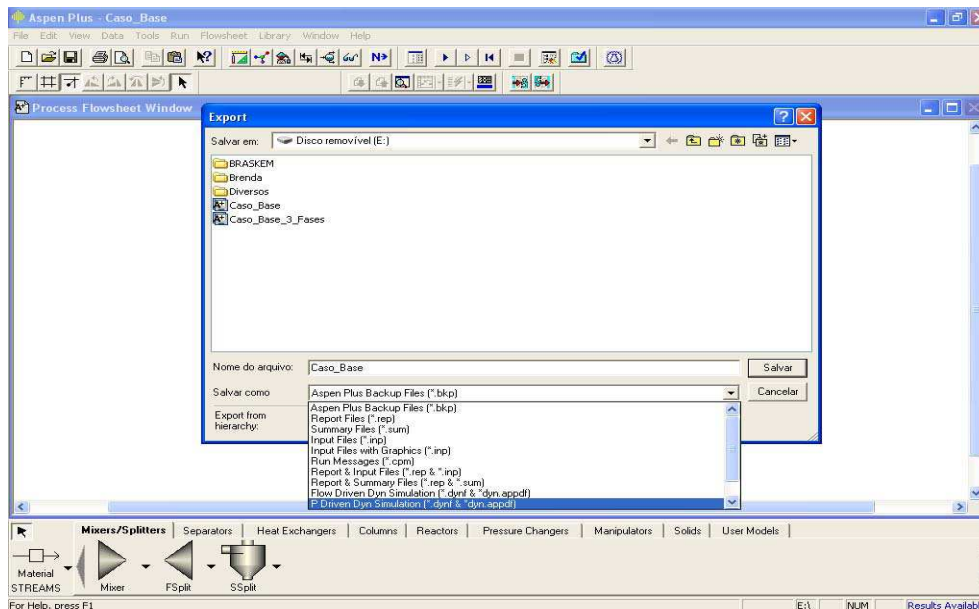 Aspen Plus - Caso_Base
File Edit View Data Tools Run Flowsheet Library Window Help
Process Flowsheet Window
Export
Salvar em: Disco removível (E:)
BRASKEM
Brenda
Diversos
Caso_Base
Caso_Base_3_Fases
Nome do arquivo: Caso_Base Salvar
Salvar como Aspen Plus Backup Files (*.bkp) Cancelar
Export from hierarchy:
Aspen Plus Backup Files (*.bkp)
Report Files (*.rep)
Summary Files (*.sum)
Input Files (*.inp)
Input Files with Graphics (*.inp)
Run Messages (*.cpm)
Report & Input Files (*.rep & *.inp)
Report & Summary Files (*.rep & *.sum)
Flow Driven Dyn Simulation (*.dynf & *dyn.appdf)
P Driven Dyn Simulation (*.dynf & *dyn.appdf)
Mixers/Splitters Separators Heat Exchangers Columns Reactors Pressure Changers Manipulators Solids User Models
Material
STREAMS Mixer FSplit SSplit
For Help, press F1 E:\ NUM Results Availab